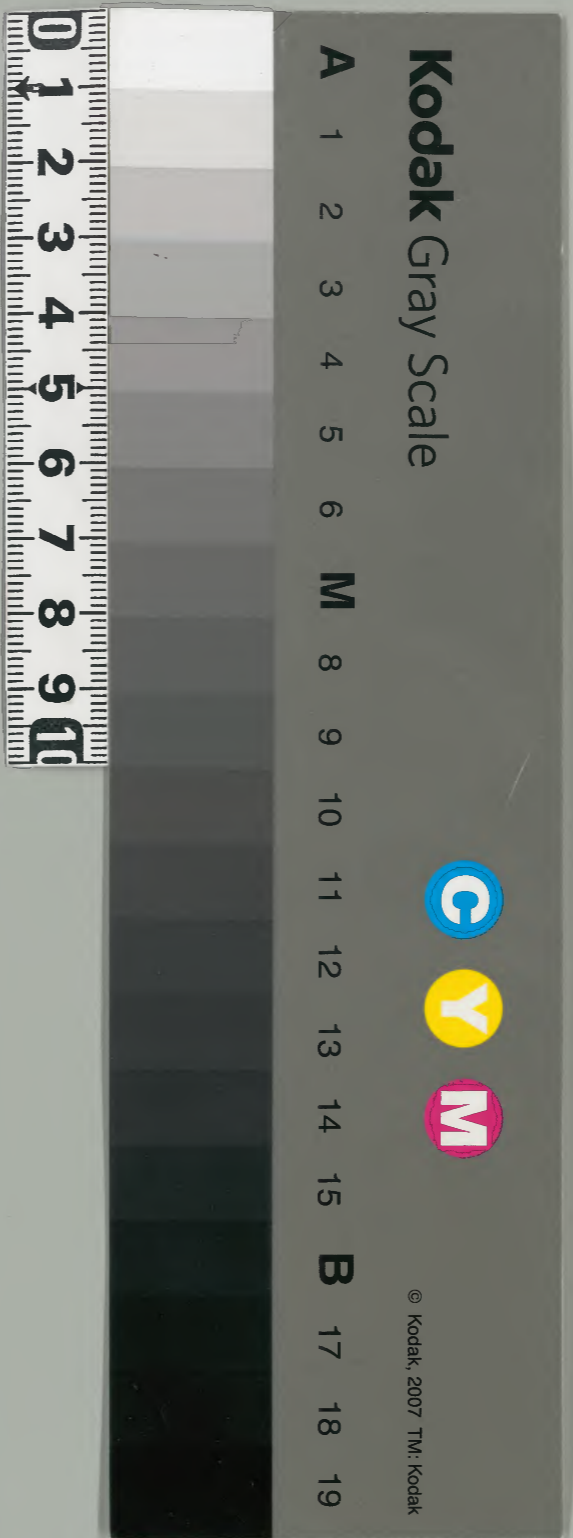 Kodak Gray Scale
C Y M
© Kodak, 2007 TM: Kodak
A 1 2 3 4 5 6 M 8 9 10 11 12 13 14 15 B 17 18 19
0 1 2 3 4 5 6 7 8 9 10